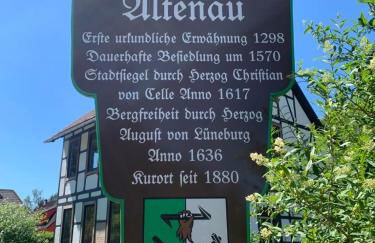 Altenau
Erste urkundliche Erwähnung 1298
Dauerhafte Besiedlung um 1570
Stadtsiegel durch Herzog Christian
von Celle Anno 1617
Bergfreiheit durch Herzog
August von Lüneburg
Anno 1636
Kurort seit 1880